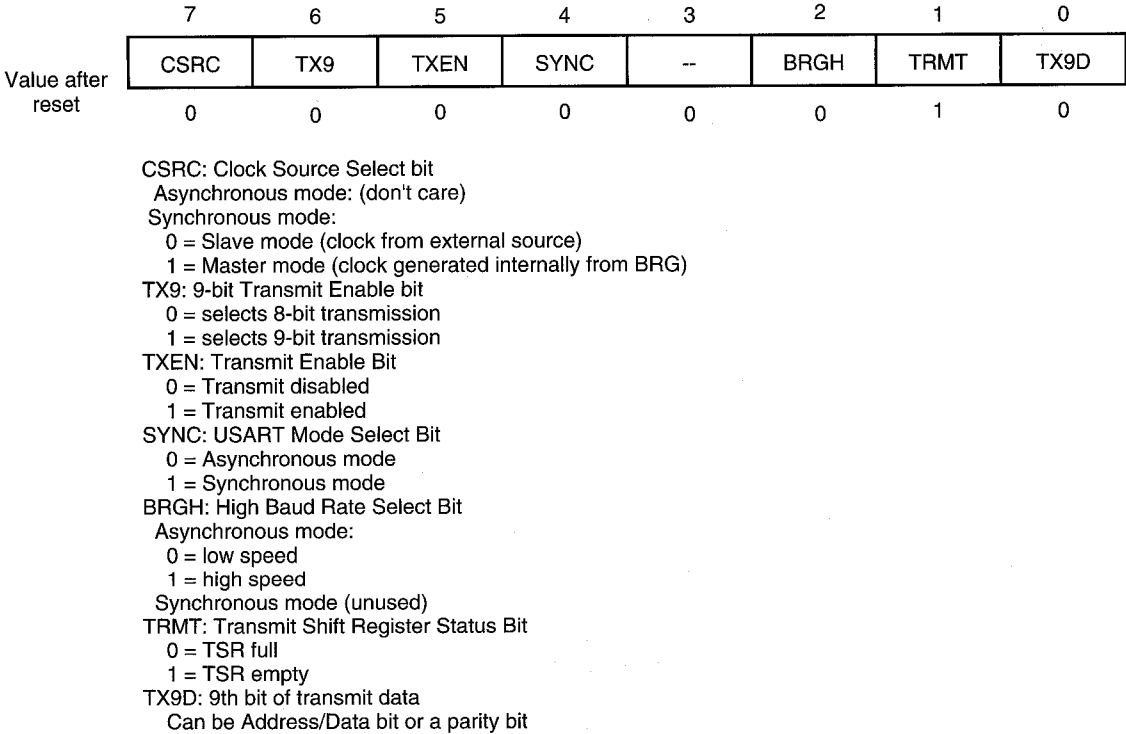 7 6 5 4 3 2 1 0
CSRC TX9 TXEN SYNC -- BRGH TRMT TX9D
Value after
reset
0 0 0 0 0 0 1 0
CSRC: Clock Source Select bit
Asynchronous mode: (don't care)
Synchronous mode:
0 = Slave mode (clock from external source)
1 = Master mode (clock generated internally from BRG)
TX9: 9-bit Transmit Enable bit
0 = selects 8-bit transmission
1 = selects 9-bit transmission
TXEN: Transmit Enable Bit
0 = Transmit disabled
1 = Transmit enabled
SYNC: USART Mode Select Bit
0 = Asynchronous mode
1 = Synchronous mode
BRGH: High Baud Rate Select Bit
Asynchronous mode:
0 = low speed
1 = high speed
Synchronous mode (unused)
TRMT: Transmit Shift Register Status Bit
0 = TSR full
1 = TSR empty
TX9D: 9th bit of transmit data
Can be Address/Data bit or a parity bit